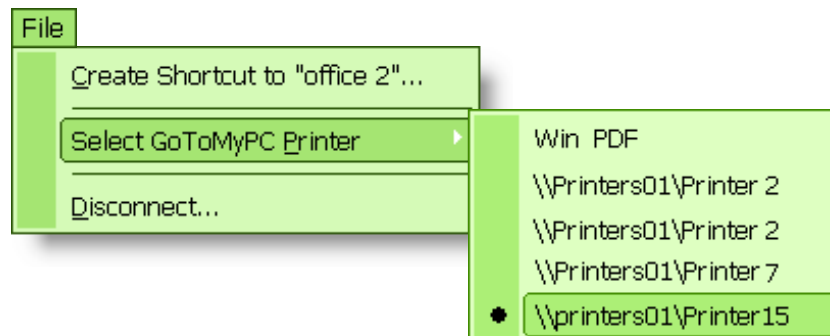 File
Create Shortcut to "office 2"...
Select GoToMyPC Printer
Disconnect...
Win PDF
\\Printers01\Printer 2
\\Printers01\Printer 2
\\Printers01\Printer 7
\\printers01\Printer15